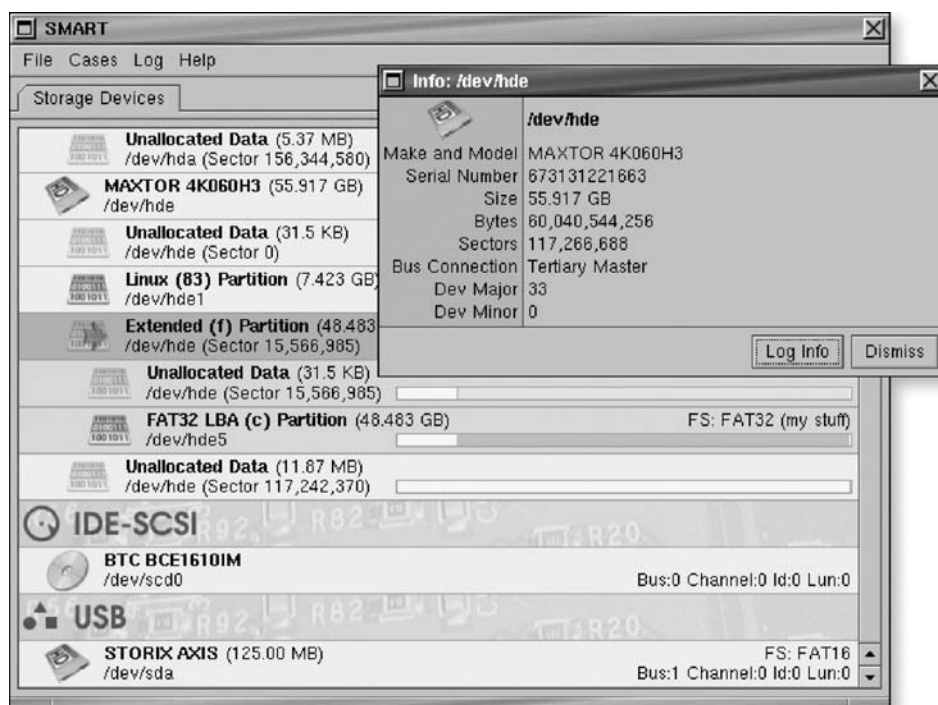 SMART
File Cases Log Help
Storage Devices
Unallocated Data (5.37 MB)
/dev/hda (Sector 156,344,580)
MAXTOR 4K060H3 (55.917 GB)
/dev/hde
Unallocated Data (31.5 KB)
/dev/hde (Sector 0)
Linux (83) Partition (7.423 GB)
/dev/hde1
Extended (f) Partition (48.483
/dev/hde (Sector 15,566,985)
Unallocated Data (31.5 KB)
/dev/hde (Sector 15,566,985)
FAT32 LBA (c) Partition (48.483 GB) FS: FAT32 (my stuff)
/dev/hde5
Unallocated Data (11.87 MB)
/dev/hde (Sector 117,242,370)
IDE-SCSI
R92 R82 R20
BTC BCE1610IM
/dev/scd0 Bus:0 Channel:0 Id:0 Lun:0
USB
R92 R82 R20
STORIX AXIS (125.00 MB) FS: FAT16
/dev/sda Bus:1 Channel:0 Id:0 Lun:0
Info: /dev/hde
/dev/hde
Make and Model MAXTOR 4K060H3
Serial Number 673131221663
Size 55.917 GB
Bytes 60,040,544,256
Sectors 117,266,688
Bus Connection Tertiary Master
Dev Major 33
Dev Minor 0
Log Info Dismiss